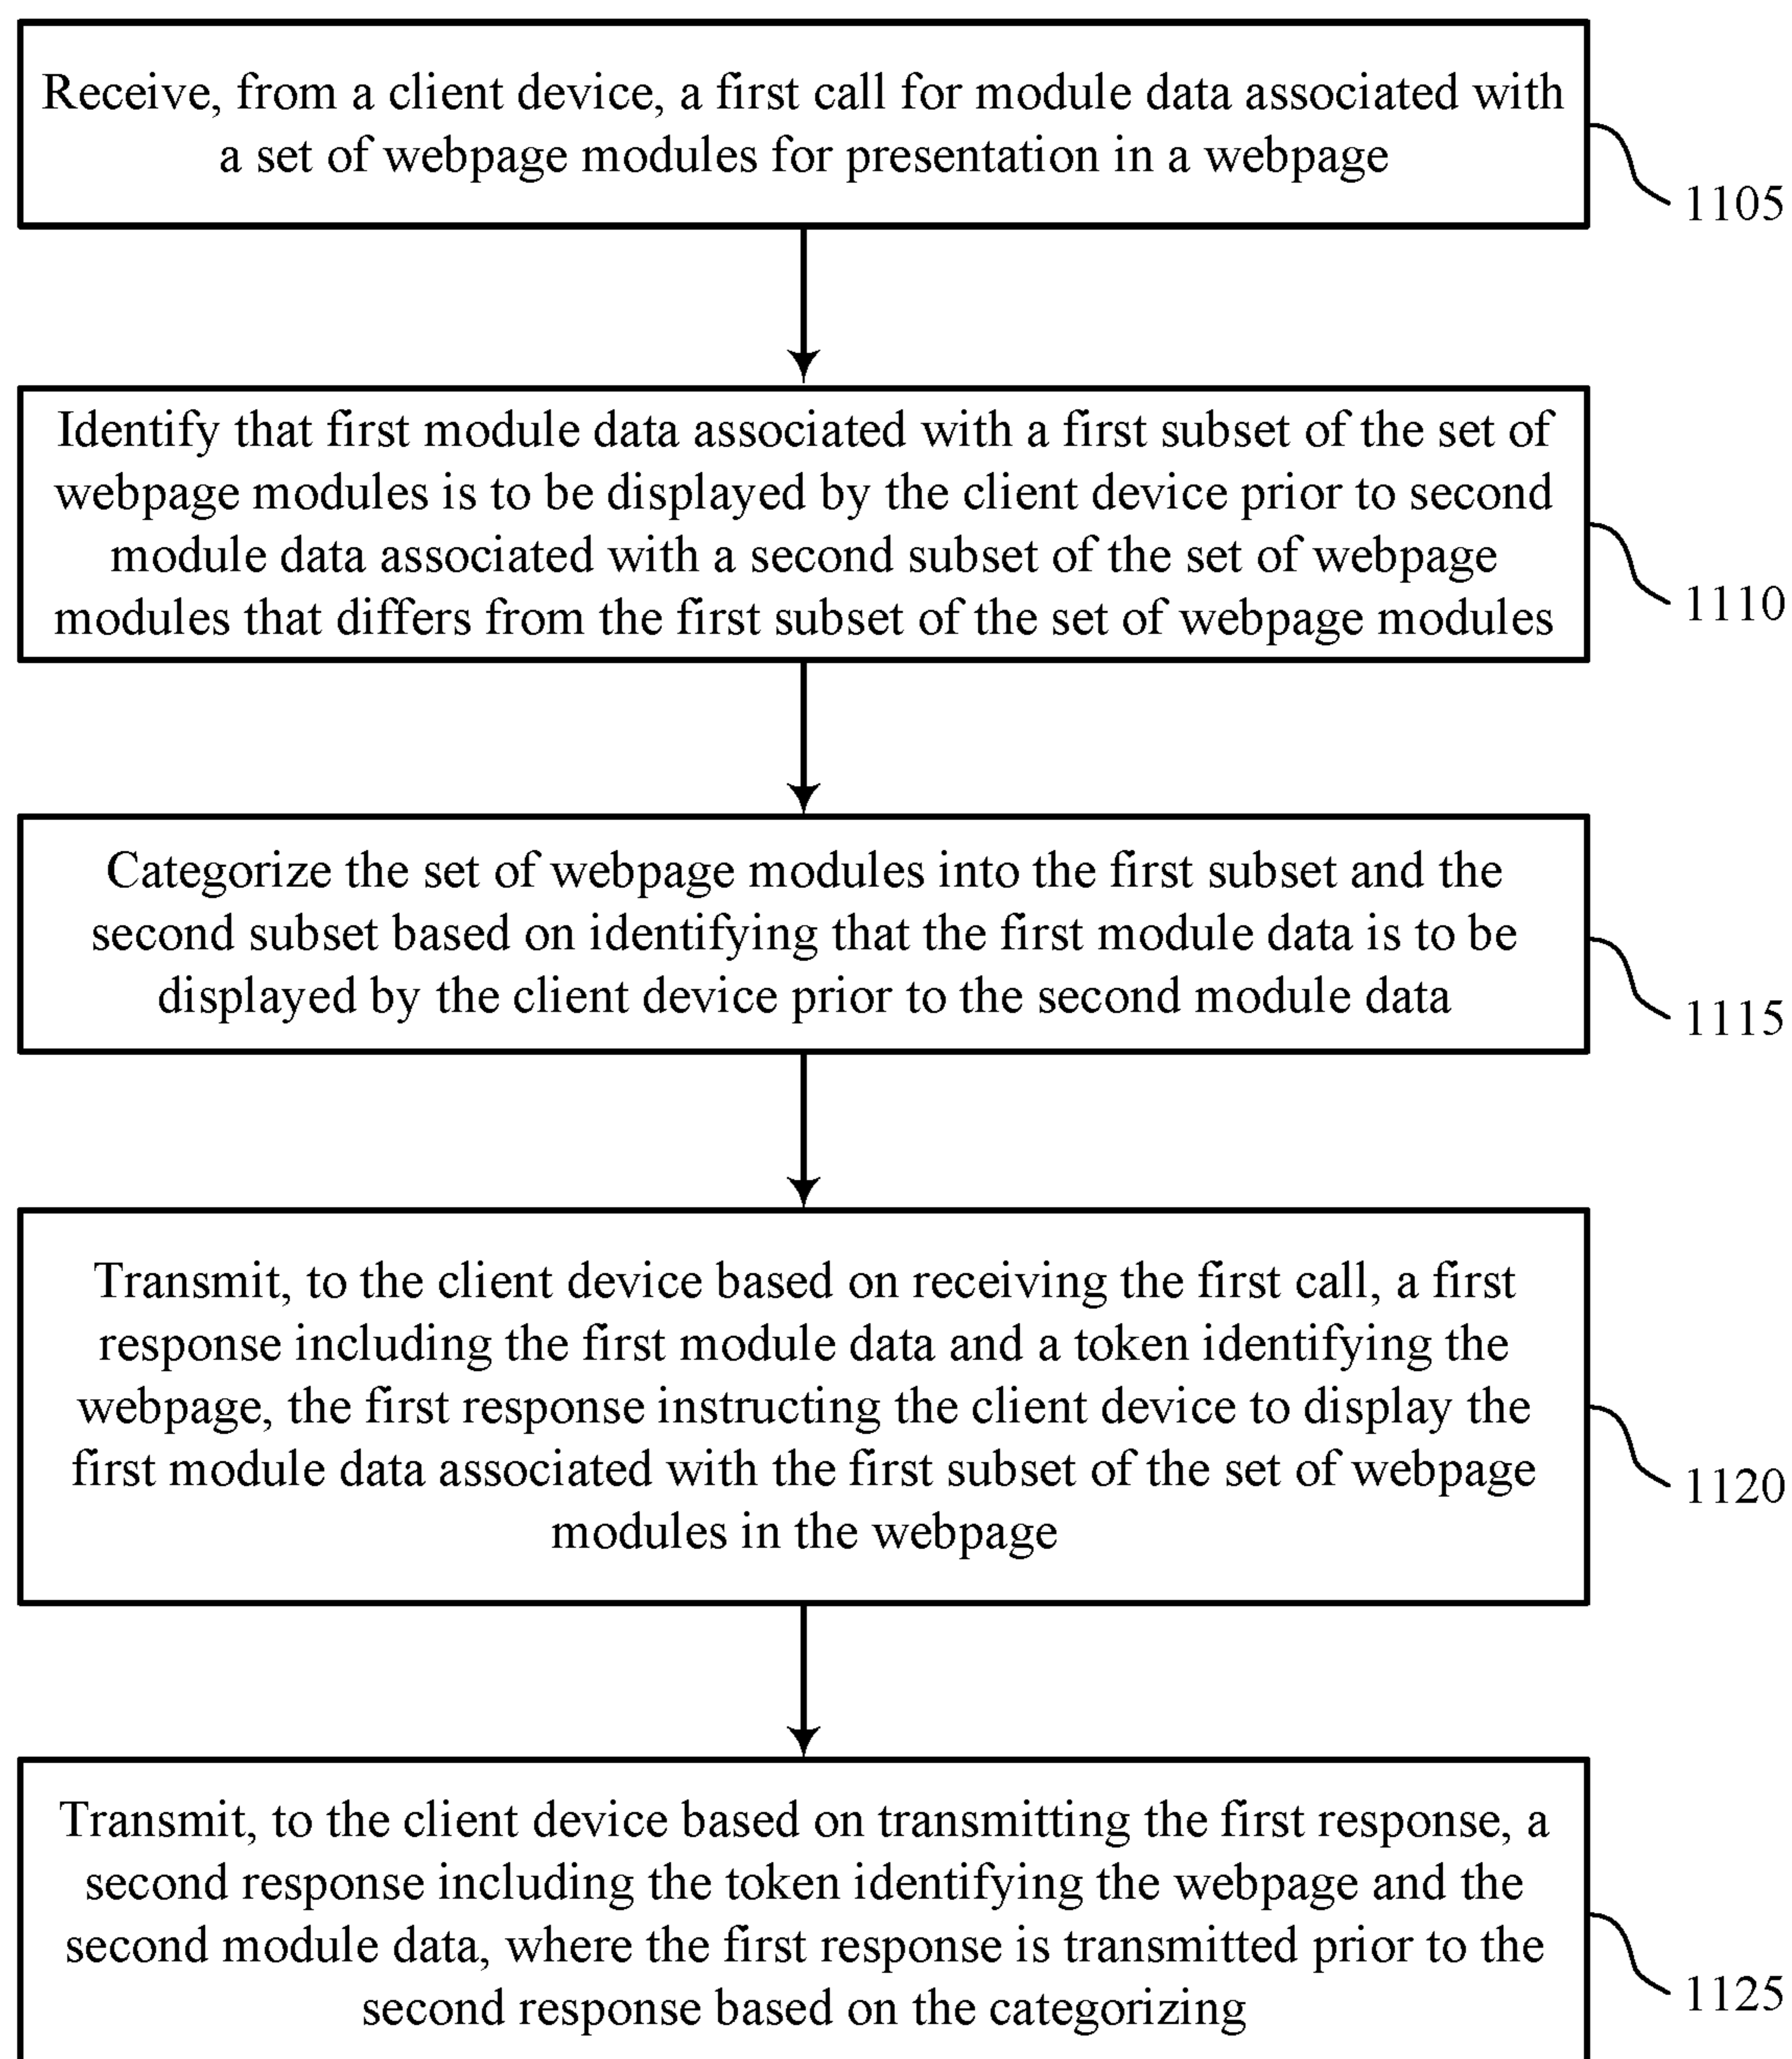 Receive, from a client device, a first call for module data associated with
a set of webpage modules for presentation in a webpage
1105
Identify that first module data associated with a first subset of the set of
webpage modules is to be displayed by the client device prior to second
module data associated with a second subset of the set of webpage
modules that differs from the first subset of the set of webpage modules
1110
Categorize the set of webpage modules into the first subset and the
second subset based on identifying that the first module data is to be
displayed by the client device prior to the second module data
1115
Transmit, to the client device based on receiving the first call, a first
response including the first module data and a token identifying the
webpage, the first response instructing the client device to display the
first module data associated with the first subset of the set of webpage
modules in the webpage
1120
Transmit, to the client device based on transmitting the first response, a
second response including the token identifying the webpage and the
second module data, where the first response is transmitted prior to the
second response based on the categorizing
1125